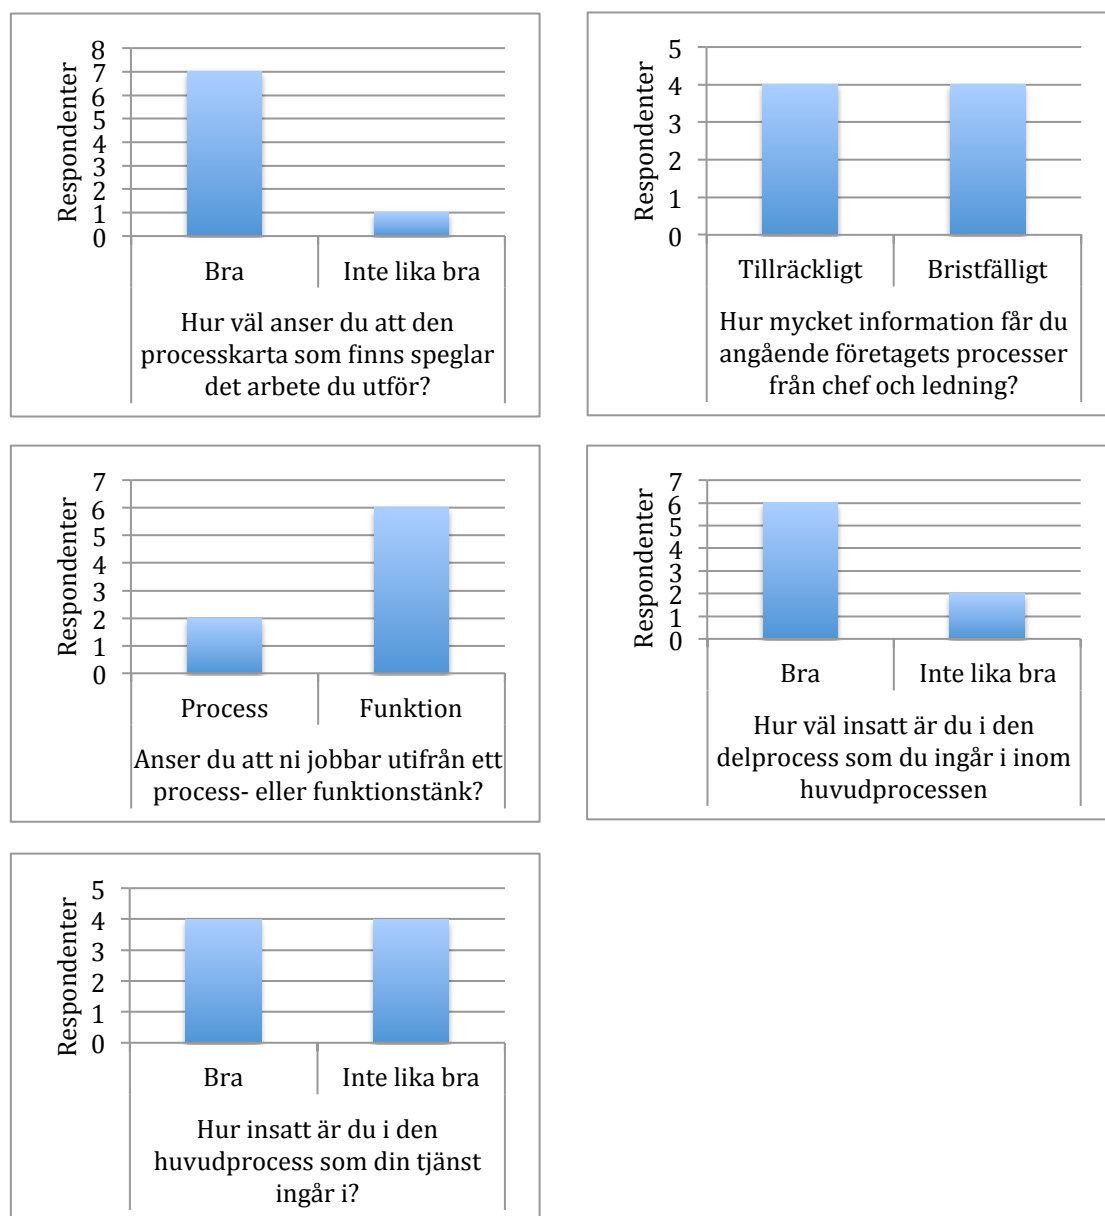 Respondenter
8
7
6
5
4
3
2
1
0
Bra
Inte lika bra
Hur väl anser du att den
processkarta som finns speglar
det arbete du utför?
Respondenter
5
4
3
2
1
0
Tillräckligt
Bristfälligt
Hur mycket information får du
angående företagets processer
från chef och ledning?
Respondenter
7
6
5
4
3
2
1
0
Process
Funktion
Anser du att ni jobbar utifrån ett
process- eller funktionstänk?
Respondenter
7
6
5
4
3
2
1
0
Bra
Inte lika bra
Hur väl insatt är du i den
delprocess som du ingår i inom
huvudprocessen
Respondenter
5
4
3
2
1
0
Bra
Inte lika bra
Hur insatt är du i den
huvudprocess som din tjänst
ingår i?